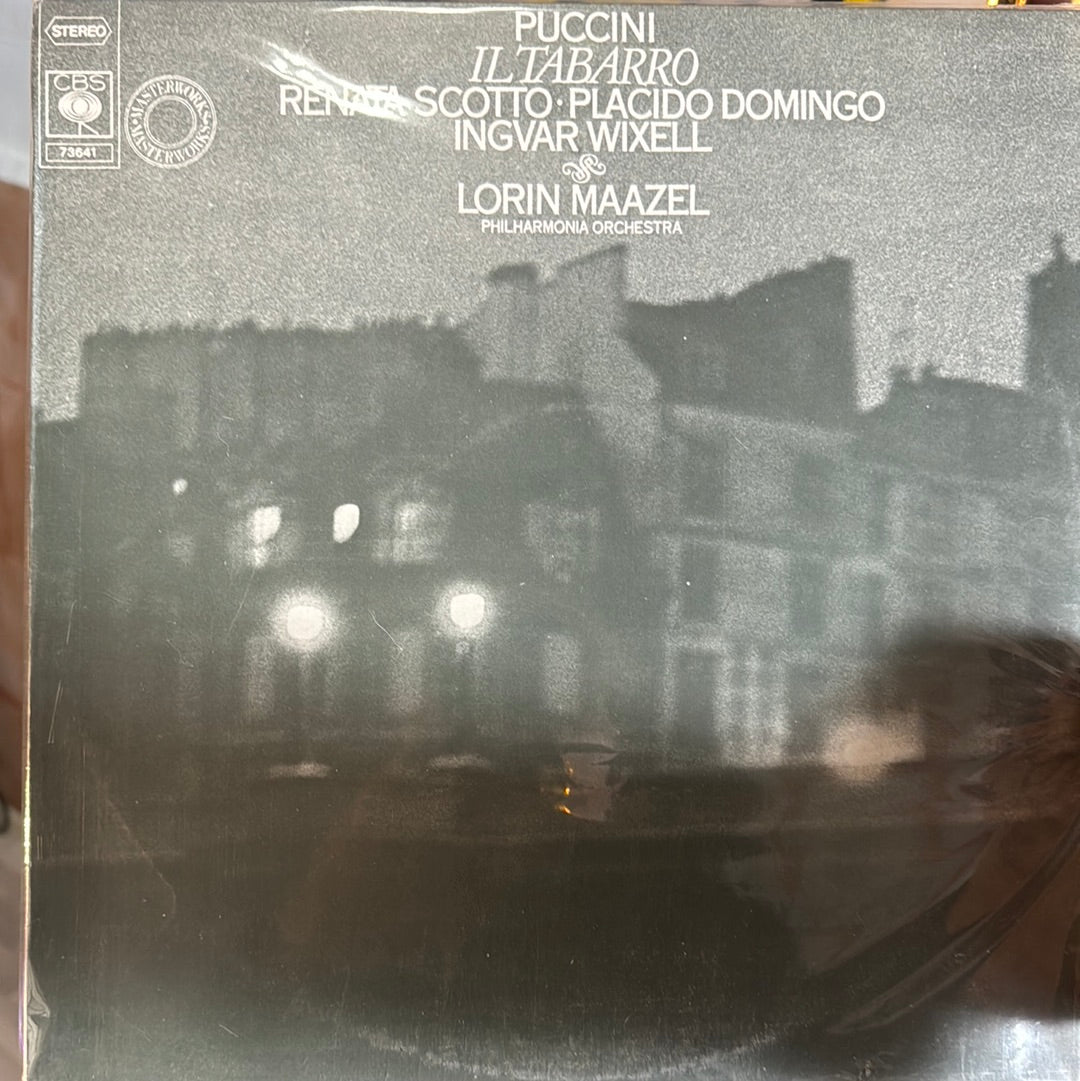 STEREO
CBS
73641
MASTERWORKS · MASTERWORKS ·
PUCCINI
IL TABARRO
RENATA SCOTTO · PLACIDO DOMINGO
INGVAR WIXELL
LORIN MAAZEL
PHILHARMONIA ORCHESTRA